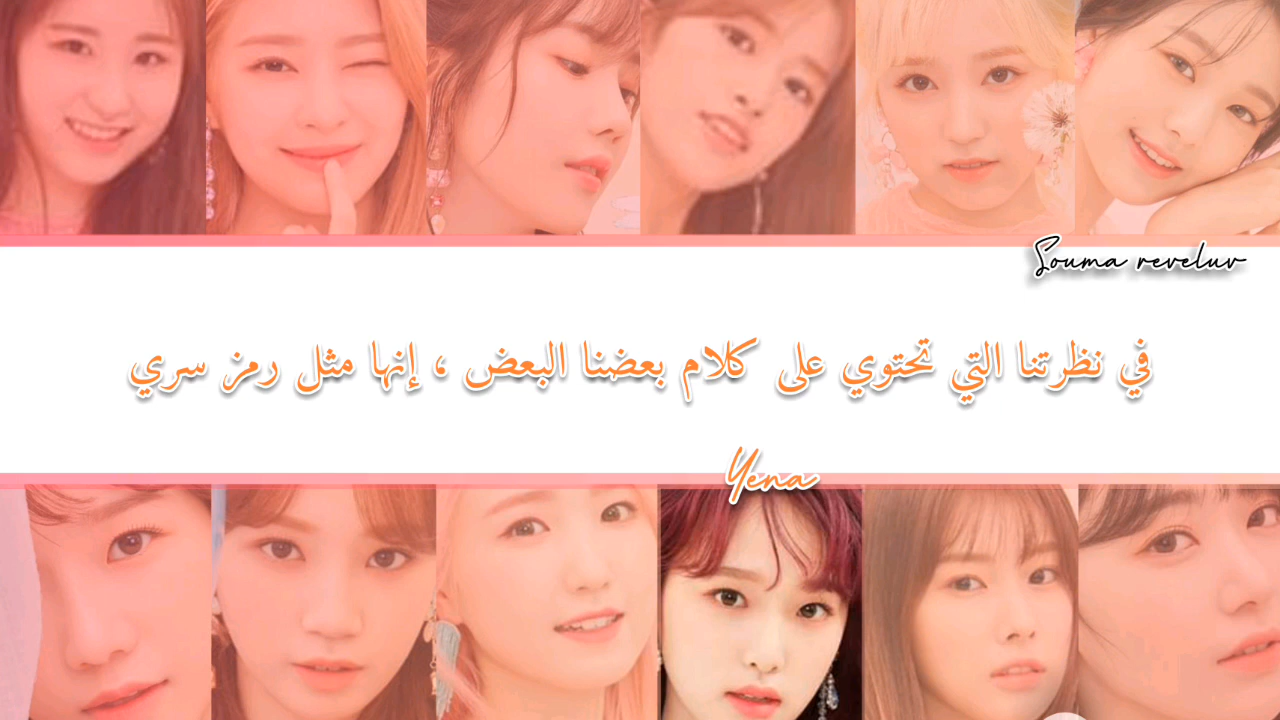 Souma reveluv
في نظرتنا التي تحتوي على كلام بعضنا البعض ، إنها مثل رمز سري
Yena